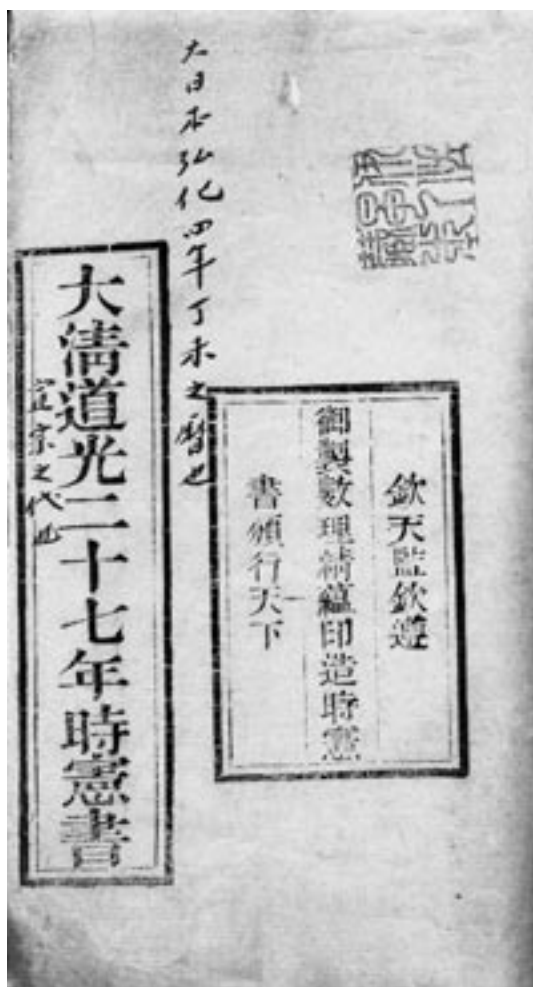 欽天監欽遵
御製數理精蘊印造時憲
書頒行天下
大日本弘化四年丁未之暦也
大清道光二十七年時憲書
宣宗之代也